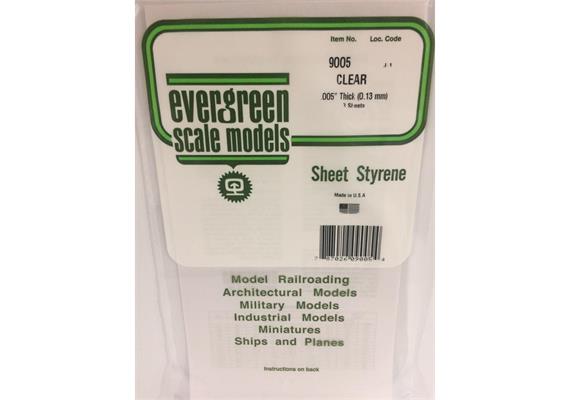 Item No. Loc. Code
9005
CLEAR
.005" Thick (0.13 mm)
evergreen
scale models
Sheet Styrene
Made in U.S.A
Model Railroading
Architectural Models
Military Models
Industrial Models
Miniatures
Ships and Planes
Instructions on back